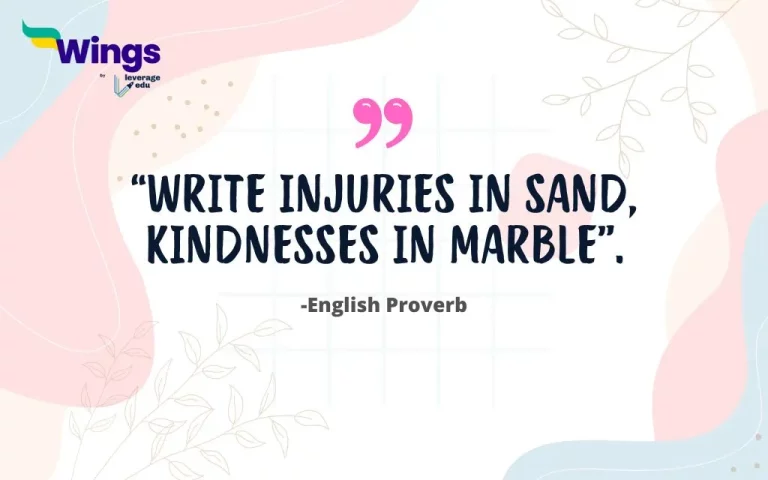 Wings
By leverage
edu
”
“WRITE INJURIES IN SAND,
KINDNESSES IN MARBLE”.
-English Proverb